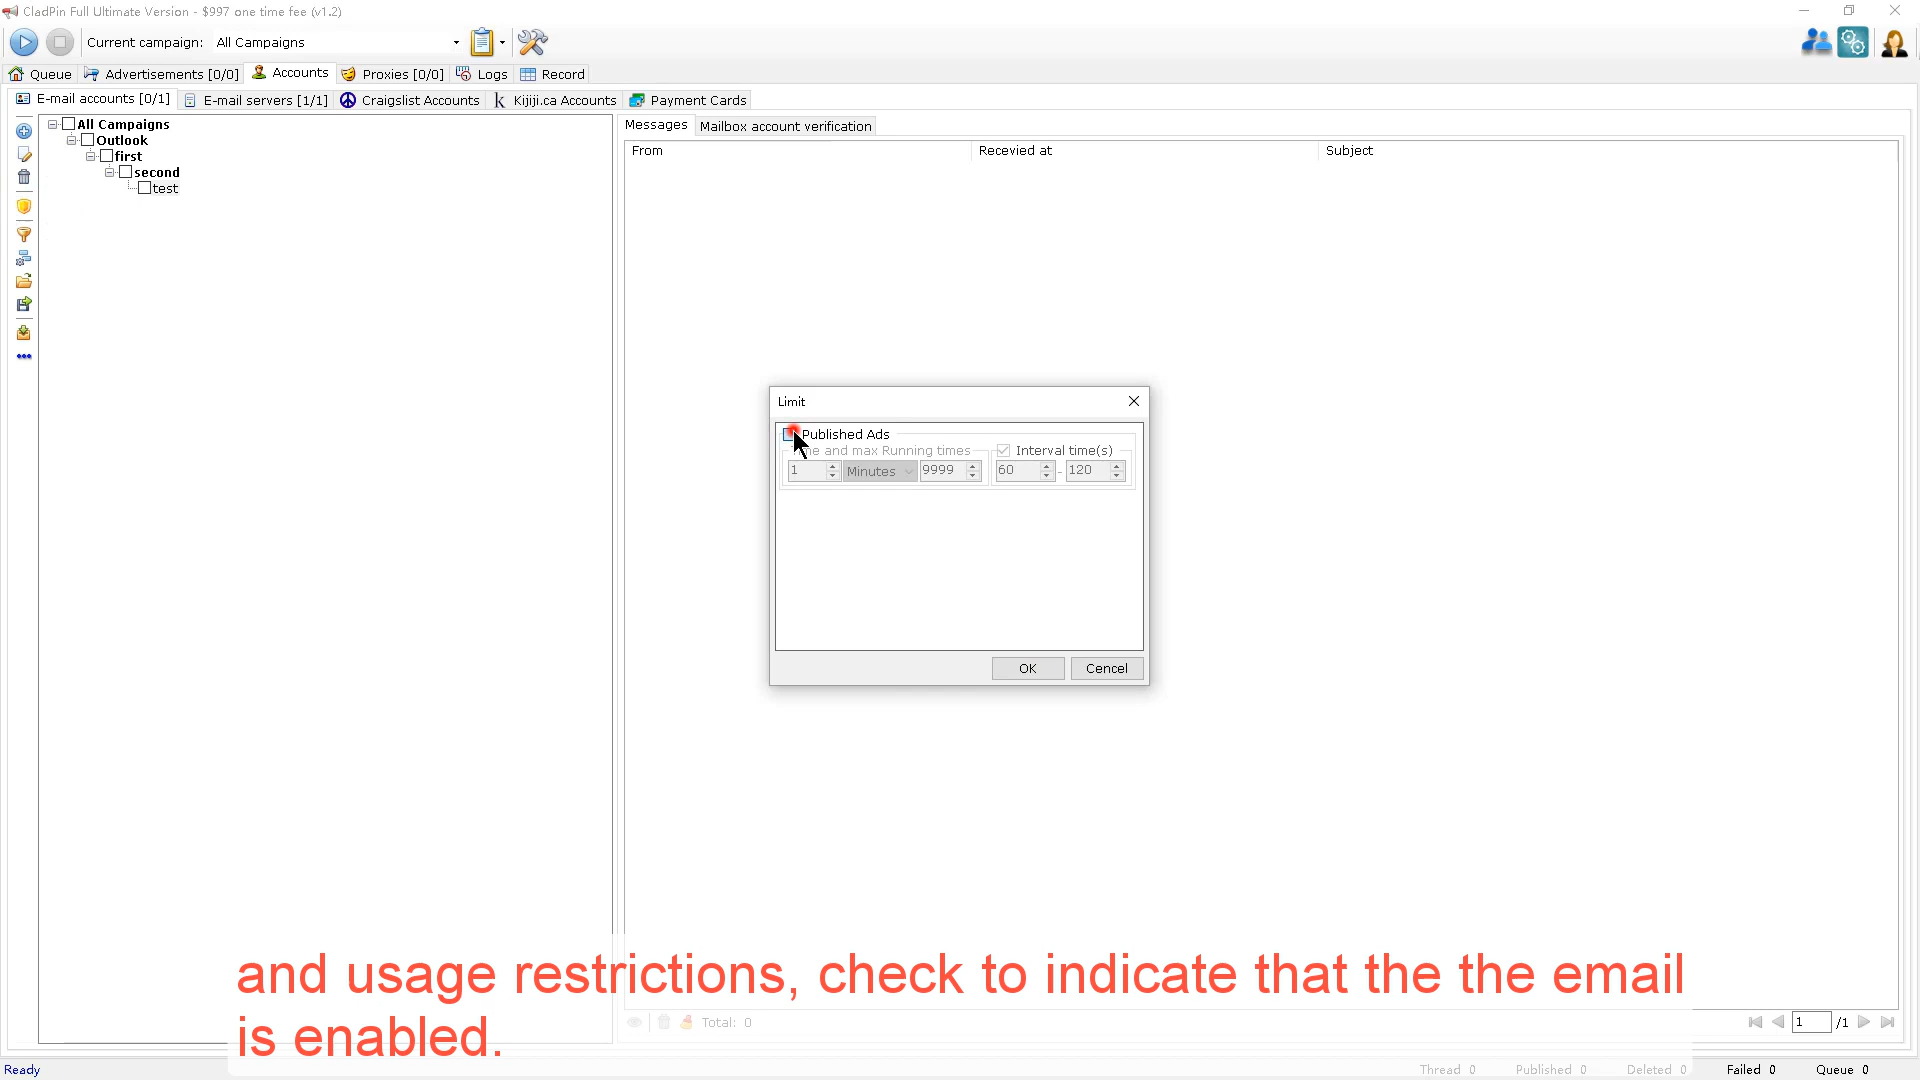 CladPin Full Ultimate Version - $997 one time fee (v1.2)
Current campaign: All Campaigns
Queue Advertisements [0/0] Accounts Proxies [0/0] Logs Record
E-mail accounts [0/1] E-mail servers [1/1] Craigslist Accounts Kijiji.ca Accounts Payment Cards
All Campaigns
Outlook
first
second
test
Messages Mailbox account verification
From Recevied at Subject
Limit
Published Ads
and max Running times Interval time(s)
1 Minutes 9999 60 - 120
OK Cencel
and usage restrictions, check to indicate that the the email
is enabled.
Total: 0 1 /1
Ready Thread 0 Published 0 Deleted 0 Failed 0 Queue 0